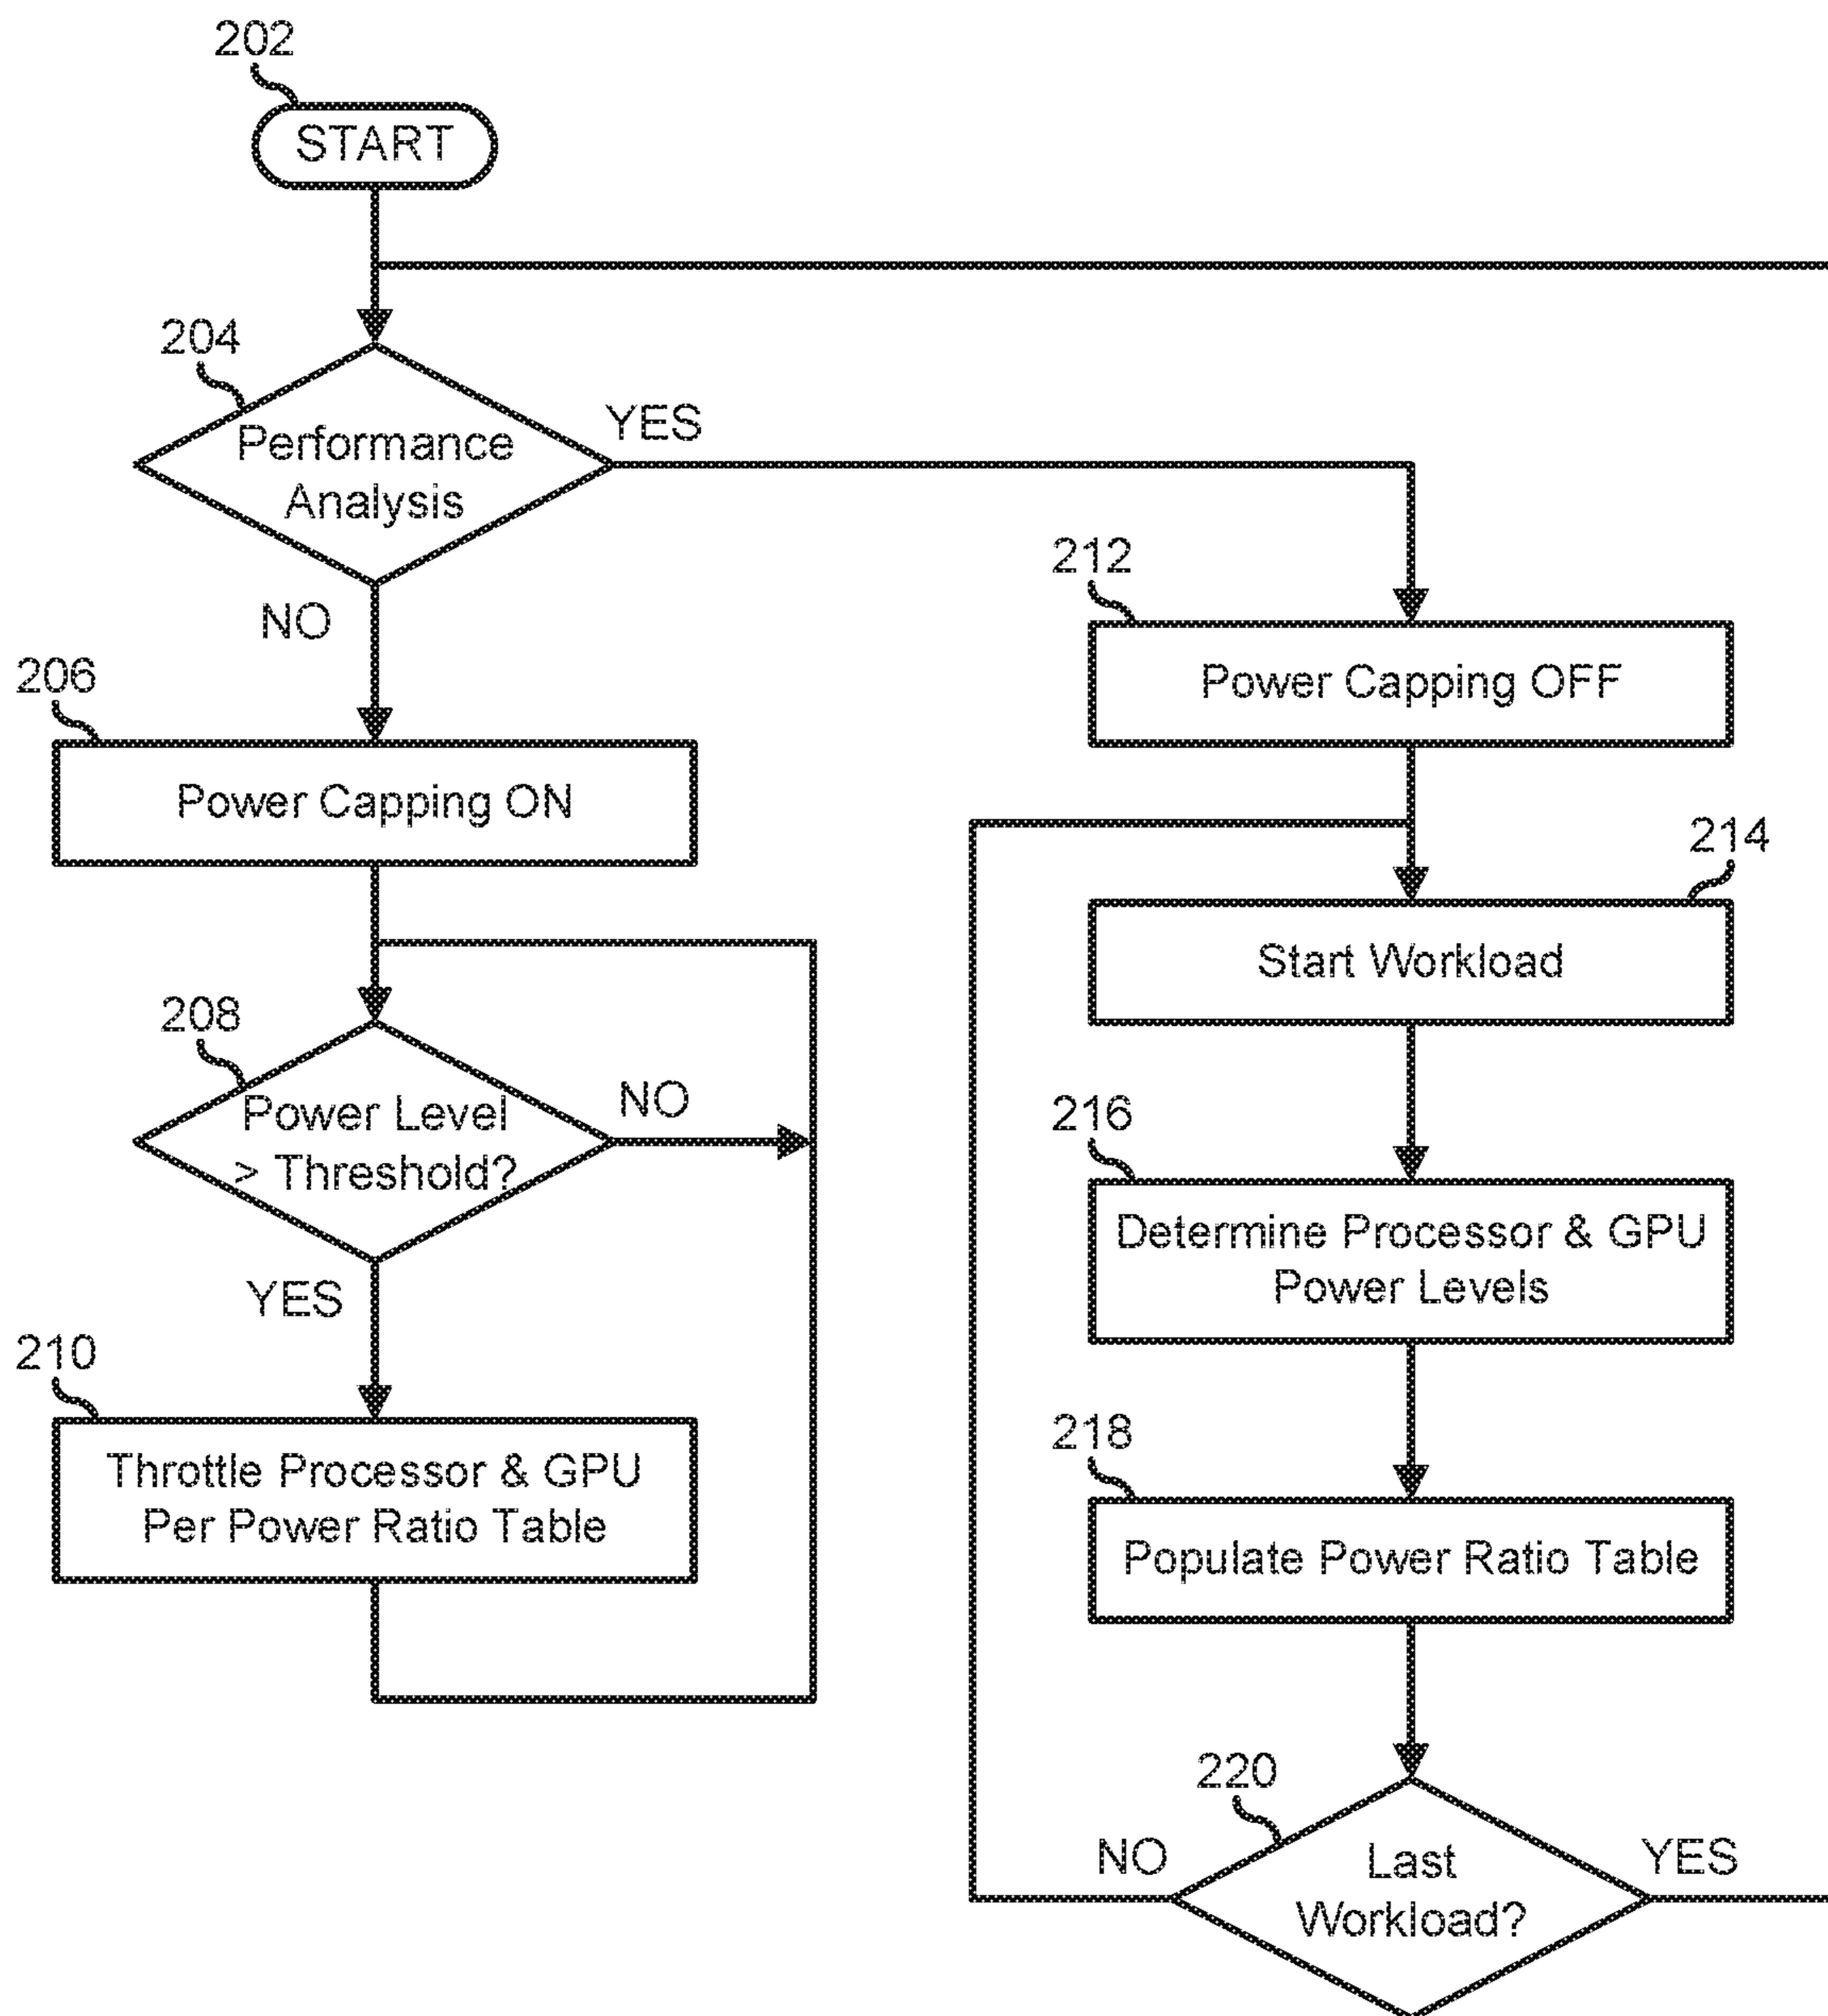 202
START
204
Performance
Analysis
YES
NO
206
Power Capping ON
208
Power Level
> Threshold?
NO
YES
210
Throttle Processor & GPU
Per Power Ratio Table
212
Power Capping OFF
214
Start Workload
216
Determine Processor & GPU
Power Levels
218
Populate Power Ratio Table
220
Last
Workload?
NO
YES